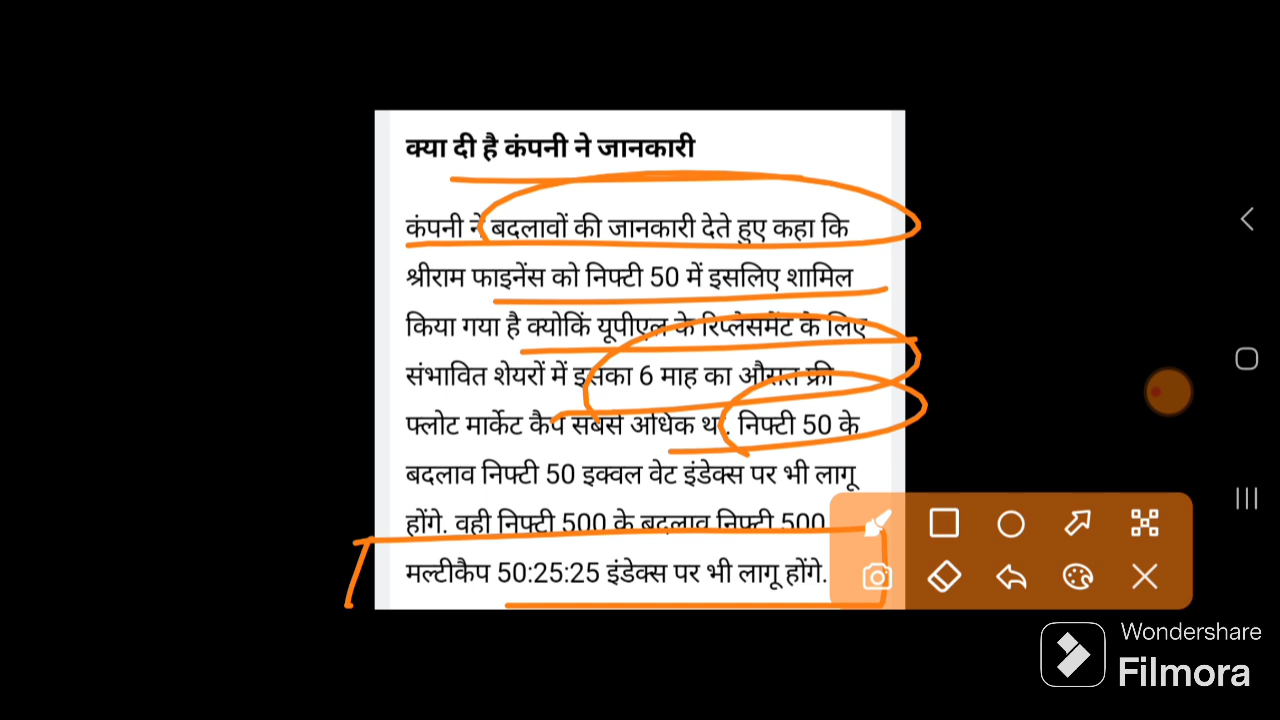 क्या दी है कंपनी ने जानकारी
कंपनी ने बदलावों की जानकारी देते हुए कहा कि
श्रीराम फाइनेंस को निफ्टी 50 में इसलिए शामिल
किया गया है क्योकिं यूपीएल के रिप्लेसमेंट के लिए
संभावित शेयरों में इसका 6 माह का औसत फ्री
फ्लोट मार्केट कैप सबसे अधिक था. निफ्टी 50 के
बदलाव निफ्टी 50 इक्वल वेट इंडेक्स पर भी लागू
होंगे. वही निफ्टी 500 के बदलाव निफ्टी 500
मल्टीकैप 50:25:25 इंडेक्स पर भी लागू होंगे.
Wondershare
Filmora